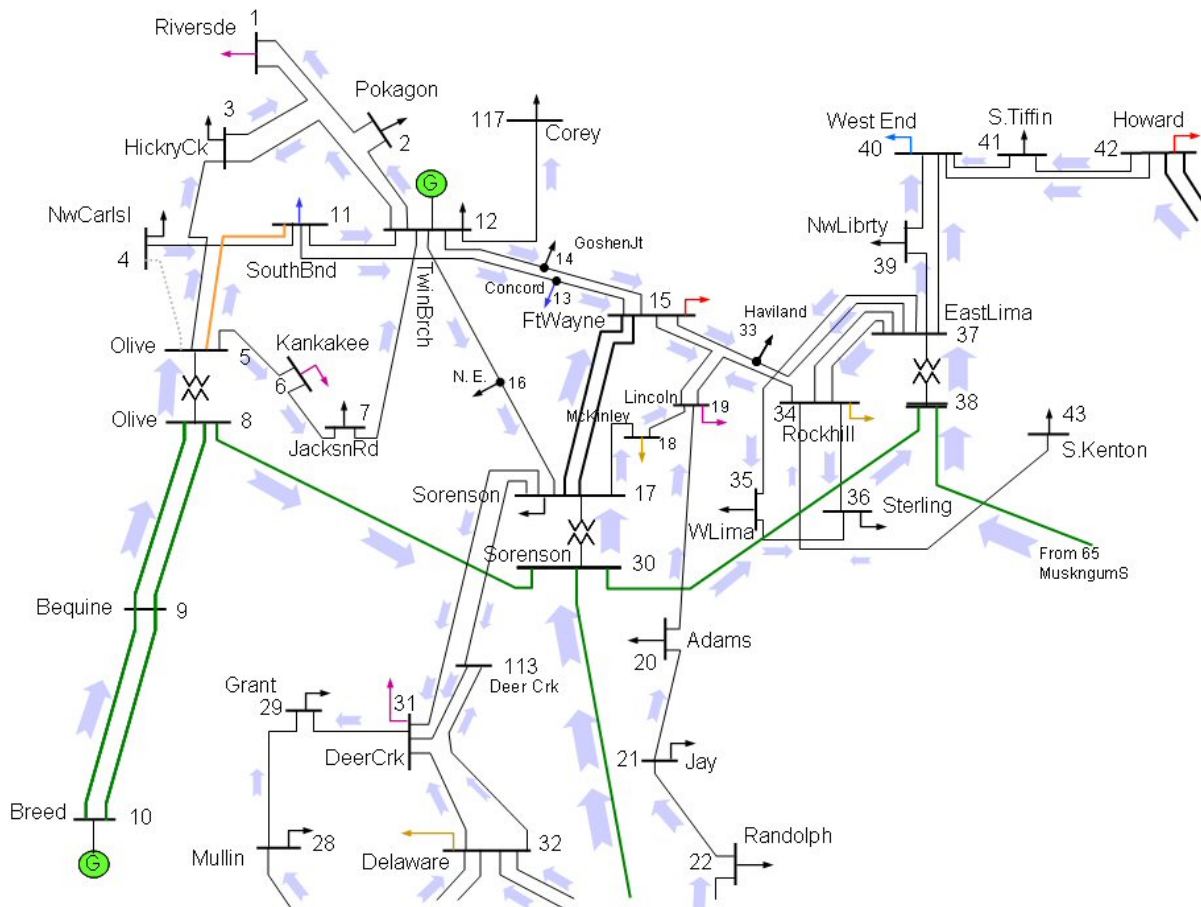 1
Riversde
Pokagon
2
3
HickryCk
117
Corey
West End
40
S.Tiffin
41
Howard
42
G
NwCarlsl
4
11
SouthBnd
12
TwinBrch
GoshenJt
14
Concord
13
NwLibrty
39
15
FtWayne
Haviland
33
EastLima
37
Olive
5
Kankakee
6
N. E.
16
Lincoln
19
McKinley
18
34
Rockhill
38
43
S.Kenton
Olive
8
7
JacksnRd
Sorenson
17
35
WLima
36
Sterling
Sorenson
30
From 65
MuskngumS
Bequine
9
Adams
20
113
Deer Crk
Grant
29
31
DeerCrk
21
Jay
Breed
10
G
Mullin
28
Delaware
32
Randolph
22